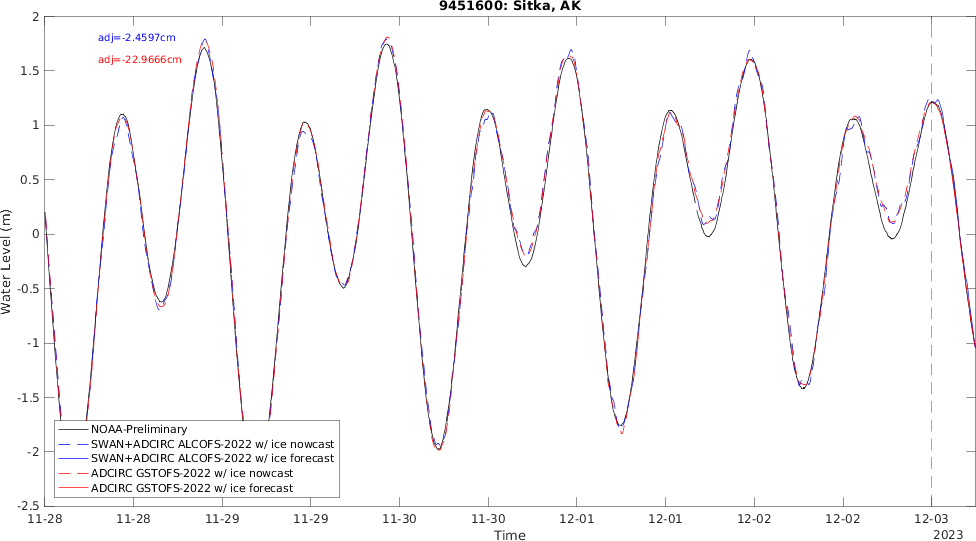 9451600: Sitka, AK
adj=-2.4597cm
adj=-22.9666cm
Water Level (m)
2
1.5
1
0.5
0
-0.5
-1
-1.5
-2
-2.5
NOAA-Preliminary
SWAN+ADCIRC ALCOFS-2022 w/ ice nowcast
SWAN+ADCIRC ALCOFS-2022 w/ ice forecast
ADCIRC GSTOFS-2022 w/ ice nowcast
ADCIRC GSTOFS-2022 w/ ice forecast
11-28 11-28 11-29 11-29 11-30 11-30 12-01 12-01 12-02 12-02 12-03
Time
2023